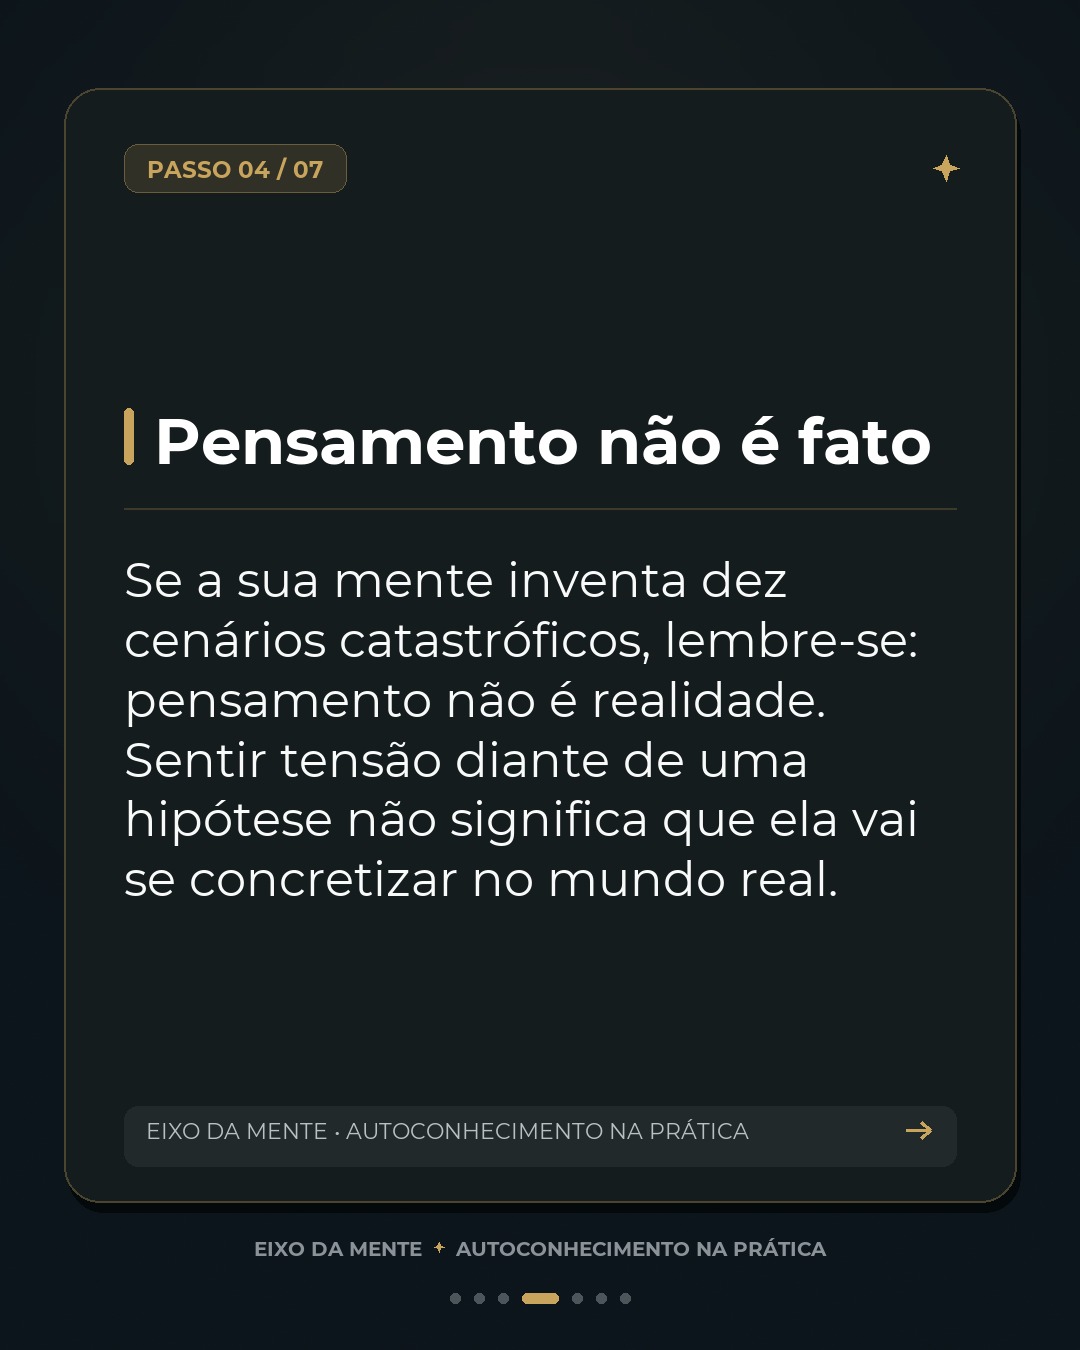 PASSO 04 / 07
Pensamento não é fato
Se a sua mente inventa dez
cenários catastróficos, lembre-se:
pensamento não é realidade.
Sentir tensão diante de uma
hipótese não significa que ela vai
se concretizar no mundo real.
EIXO DA MENTE • AUTOCONHECIMENTO NA PRÁTICA
EIXO DA MENTE ✦ AUTOCONHECIMENTO NA PRÁTICA